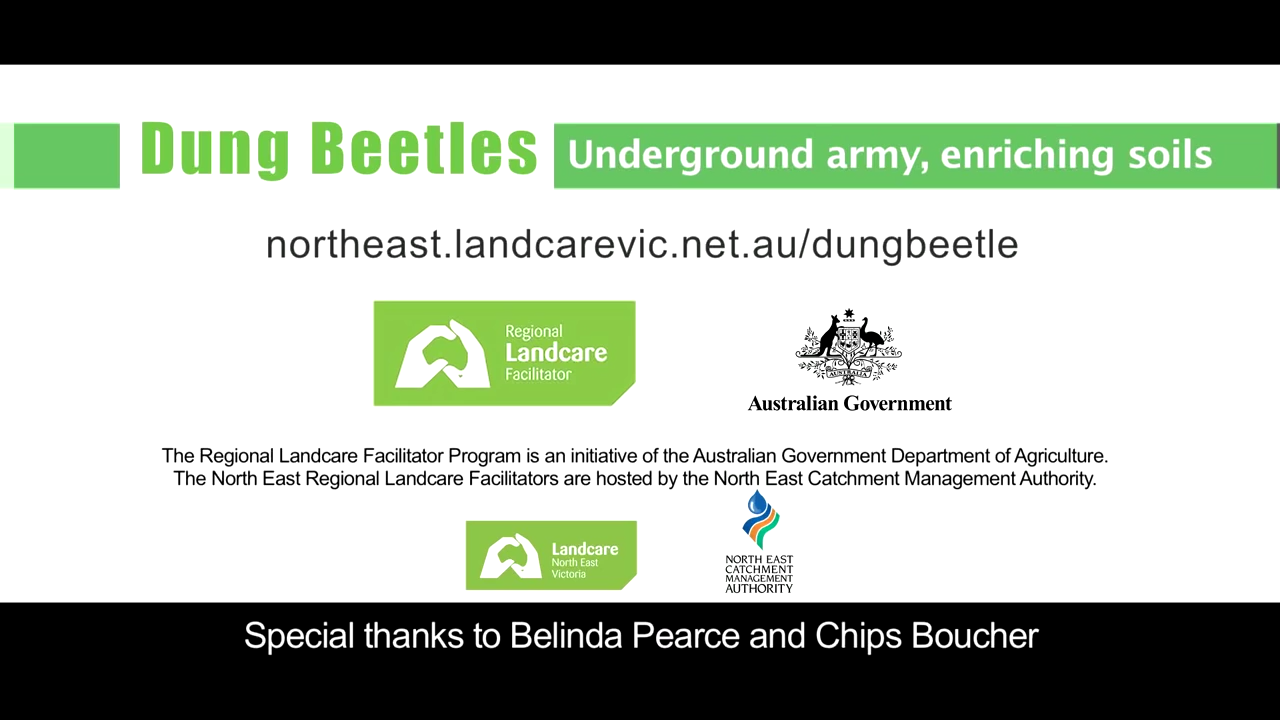 Dung Beetles Underground army, enriching soils
northeast.landcarevic.net.au/dungbeetle
Regional
Landcare
Facilitator
AUSTRALIA
Australian Government
The Regional Landcare Facilitator Program is an initiative of the Australian Government Department of Agriculture.
The North East Regional Landcare Facilitators are hosted by the North East Catchment Management Authority.
Landcare
North East
Victoria
NORTH EAST
CATCHMENT
MANAGEMENT
AUTHORITY
Special thanks to Belinda Pearce and Chips Boucher